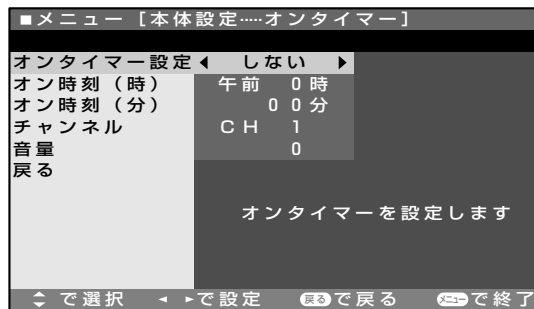 ■メニュー [本体設定……オンタイマー]
オンタイマー設定 ◀ しない ▶
オン時刻(時) 午前 0時
オン時刻(分) 00分
チャンネル CH 1
音量 0
戻る
オンタイマーを設定します
で選択 ◀ ▶で設定 戻るで戻る メニューで終了